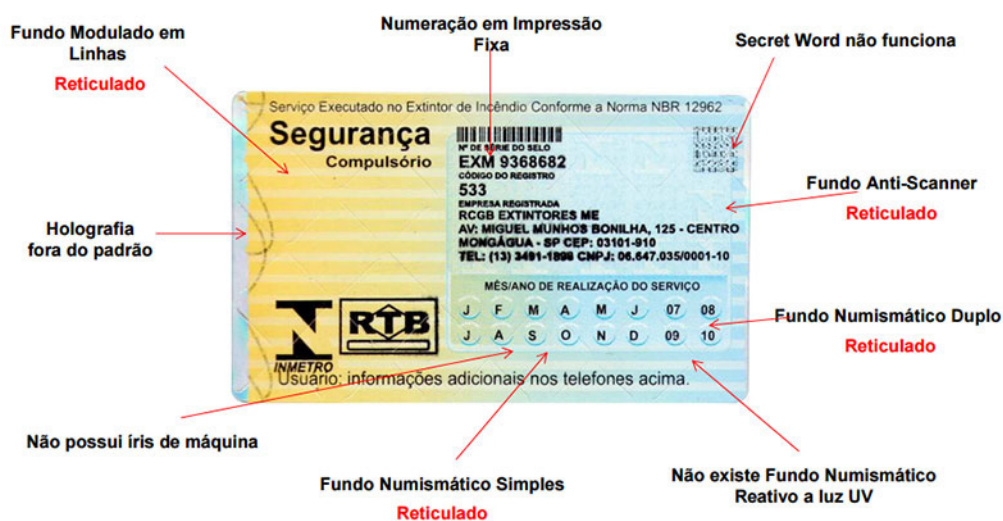 Fundo Modulado em
Linhas
Reticulado
Numeração em Impressão
Fixa
Secret Word não funciona
Serviço Executado no Extintor de Incêndio Conforme a Norma NBR 12962
Segurança
Compulsório
Nº DE SÉRIE DO SELO
EXM 9368682
CÓDIGO DO REGISTRO
533
EMPRESA REGISTRADA
RCGB EXTINTORES ME
AV: MIGUEL MUNHOS BONILHA, 125 - CENTRO
MONGÁGUA - SP CEP: 03101-910
TEL: (13) 3491-1898 CNPJ: 06.647.035/0001-10
Fundo Anti-Scanner
Reticulado
Holografia
fora do padrão
MÊS/ANO DE REALIZAÇÃO DO SERVIÇO
J F M A M J 07 08
J A S O N D 09 10
INMETRO
RTB
Usuário: informações adicionais nos telefones acima.
Fundo Numismático Duplo
Reticulado
Não possui íris de máquina
Fundo Numismático Simples
Reticulado
Não existe Fundo Numismático
Reativo a luz UV